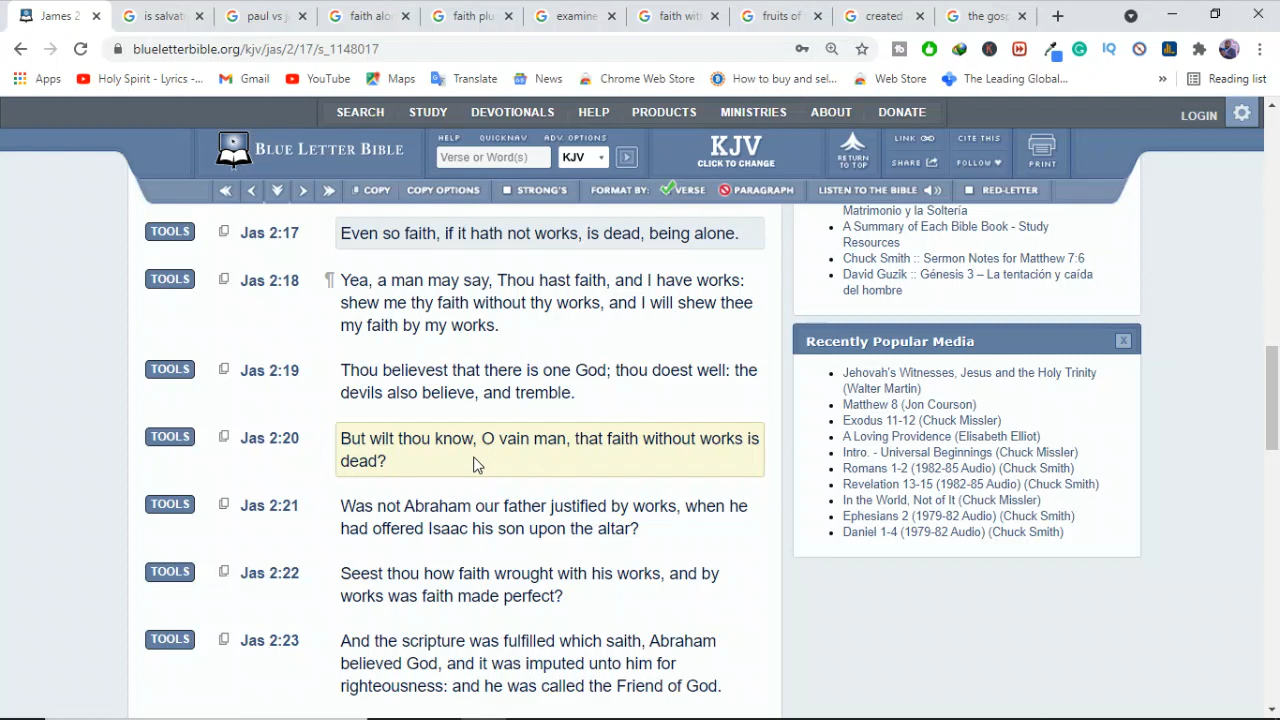 James 2 is salvat paul vs j faith alo faith plu examine faith wit fruits of created the gosp
blueletterbible.org/kjv/jas/2/17/s_1148017
Apps Holy Spirit - Lyrics -... Gmail YouTube Maps Translate News Chrome Web Store How to buy and sel... Web Store The Leading Global... » Reading list
SEARCH STUDY DEVOTIONALS HELP PRODUCTS MINISTRIES ABOUT DONATE LOGIN
BLUE LETTER BIBLE
HELP QUICKNAV ADV. OPTIONS
Verse or Word(s) KJV
KJV
CLICK TO CHANGE
RETURN
TO TOP
LINK CITE THIS
SHARE FOLLOW
PRINT
COPY COPY OPTIONS STRONG'S FORMAT BY: VERSE PARAGRAPH LISTEN TO THE BIBLE RED-LETTER
TOOLS Jas 2:17 Even so faith, if it hath not works, is dead, being alone.
TOOLS Jas 2:18 ¶ Yea, a man may say, Thou hast faith, and I have works:
shew me thy faith without thy works, and I will shew thee
my faith by my works.
TOOLS Jas 2:19 Thou believest that there is one God; thou doest well: the
devils also believe, and tremble.
TOOLS Jas 2:20 But wilt thou know, O vain man, that faith without works is
dead?
TOOLS Jas 2:21 Was not Abraham our father justified by works, when he
had offered Isaac his son upon the altar?
TOOLS Jas 2:22 Seest thou how faith wrought with his works, and by
works was faith made perfect?
TOOLS Jas 2:23 And the scripture was fulfilled which saith, Abraham
believed God, and it was imputed unto him for
righteousness: and he was called the Friend of God.
Matrimonio y la Soltería
A Summary of Each Bible Book - Study
Resources
Chuck Smith :: Sermon Notes for Matthew 7:6
David Guzik :: Génesis 3 – La tentación y caída
del hombre
Recently Popular Media X
Jehovah's Witnesses, Jesus and the Holy Trinity
(Walter Martin)
Matthew 8 (Jon Courson)
Exodus 11-12 (Chuck Missler)
A Loving Providence (Elisabeth Elliot)
Intro. - Universal Beginnings (Chuck Missler)
Romans 1-2 (1982-85 Audio) (Chuck Smith)
Revelation 13-15 (1982-85 Audio) (Chuck Smith)
In the World, Not of It (Chuck Missler)
Ephesians 2 (1979-82 Audio) (Chuck Smith)
Daniel 1-4 (1979-82 Audio) (Chuck Smith)